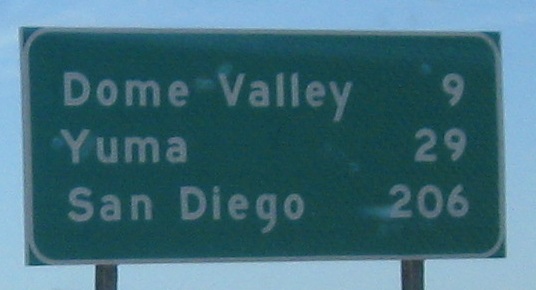 Dome Valley 9
Yuma 29
San Diego 206